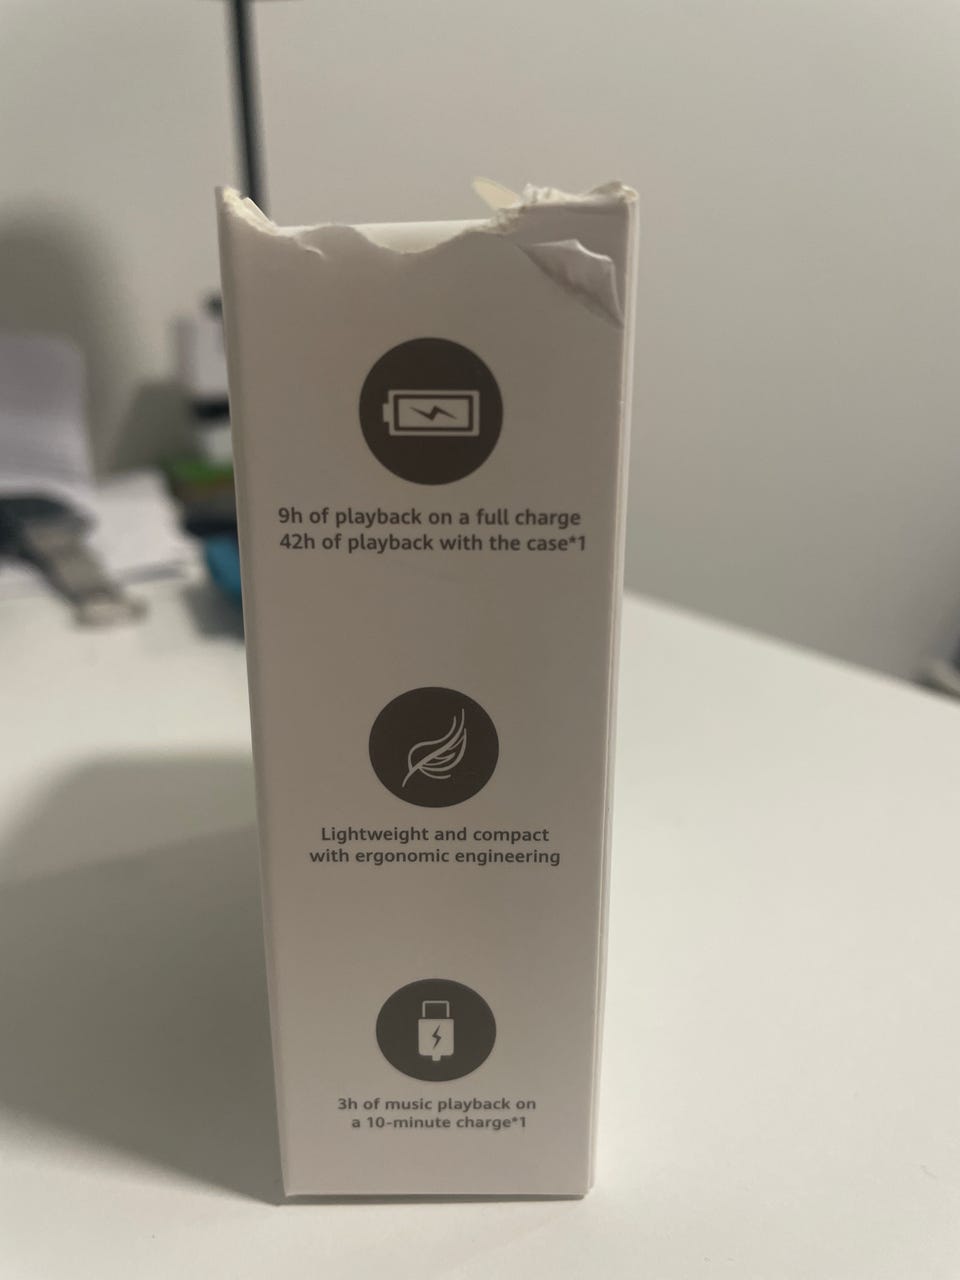 9h of playback on a full charge
42h of playback with the case*1
Lightweight and compact
with ergonomic engineering
3h of music playback on
a 10-minute charge*1